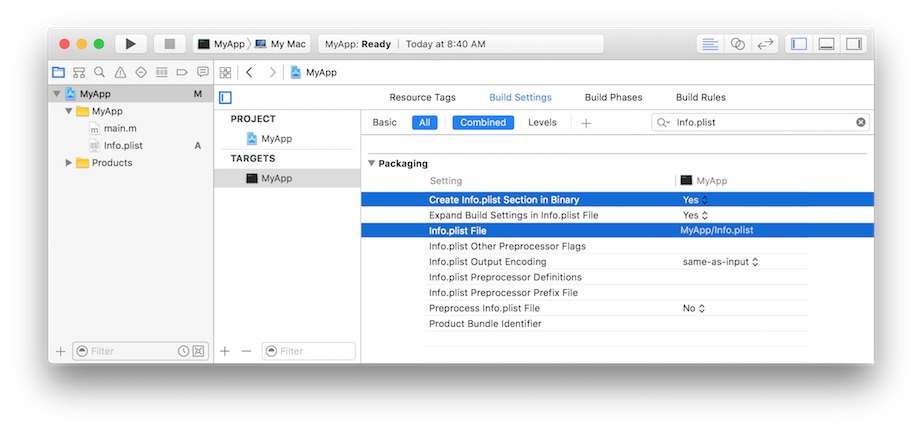 MyApp My Mac MyApp: Ready | Today at 8:40 AM
MyApp
MyApp M
MyApp
main.m
Info.plist A
Products
Filter
Resource Tags Build Settings Build Phases Build Rules
PROJECT
MyApp
TARGETS
MyApp
Filter
Basic All Combined Levels Info.plist
Packaging
Setting MyApp
Create Info.plist Section in Binary Yes
Expand Build Settings in Info.plist File Yes
Info.plist File MyApp/Info.plist
Info.plist Other Preprocessor Flags
Info.plist Output Encoding same-as-input
Info.plist Preprocessor Definitions
Info.plist Preprocessor Prefix File
Preprocess Info.plist File No
Product Bundle Identifier